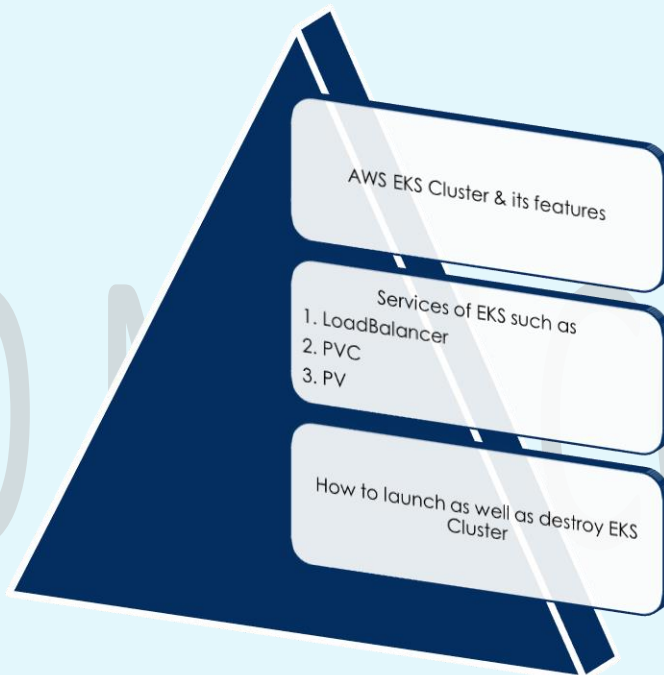 AWS EKS Cluster & its features
Services of EKS such as
1. LoadBalancer
2. PVC
3. PV
How to launch as well as destroy EKS
Cluster